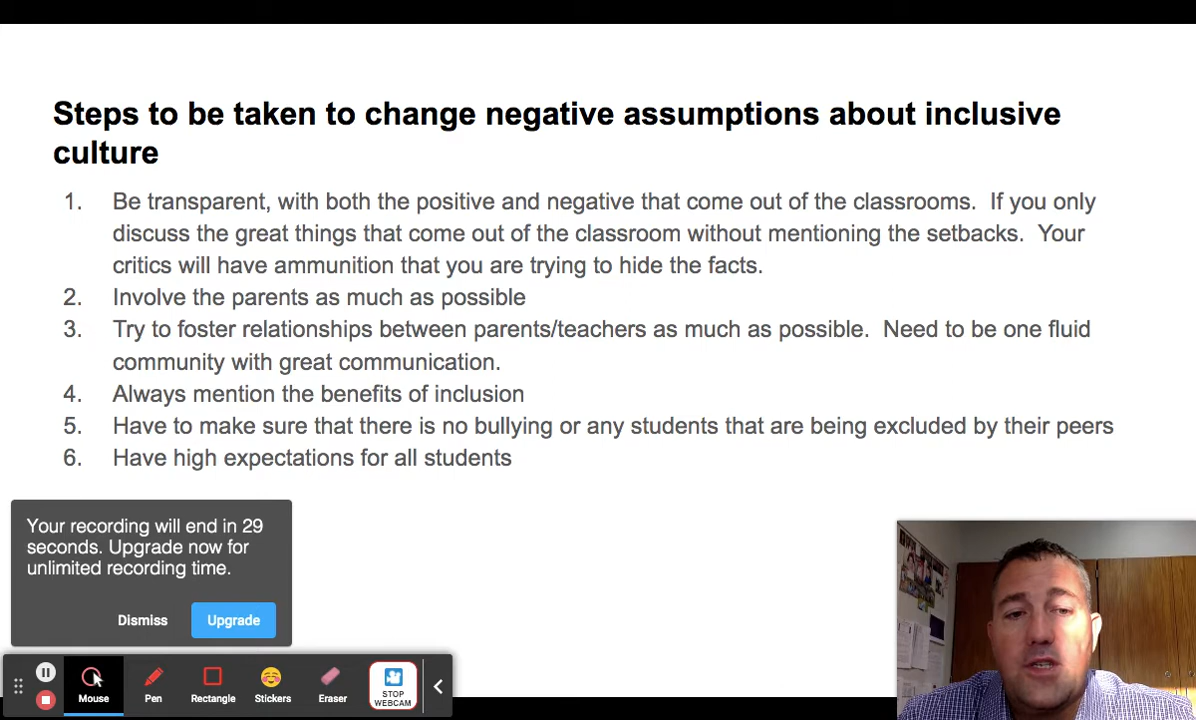 Steps to be taken to change negative assumptions about inclusive
culture
1. Be transparent, with both the positive and negative that come out of the classrooms. If you only
discuss the great things that come out of the classroom without mentioning the setbacks. Your
critics will have ammunition that you are trying to hide the facts.
2. Involve the parents as much as possible
3. Try to foster relationships between parents/teachers as much as possible. Need to be one fluid
community with great communication.
4. Always mention the benefits of inclusion
5. Have to make sure that there is no bullying or any students that are being excluded by their peers
6. Have high expectations for all students
Your recording will end in 29
seconds. Upgrade now for
unlimited recording time.
Dismiss Upgrade
Mouse Pen Rectangle Stickers Eraser STOP
WEBCAM